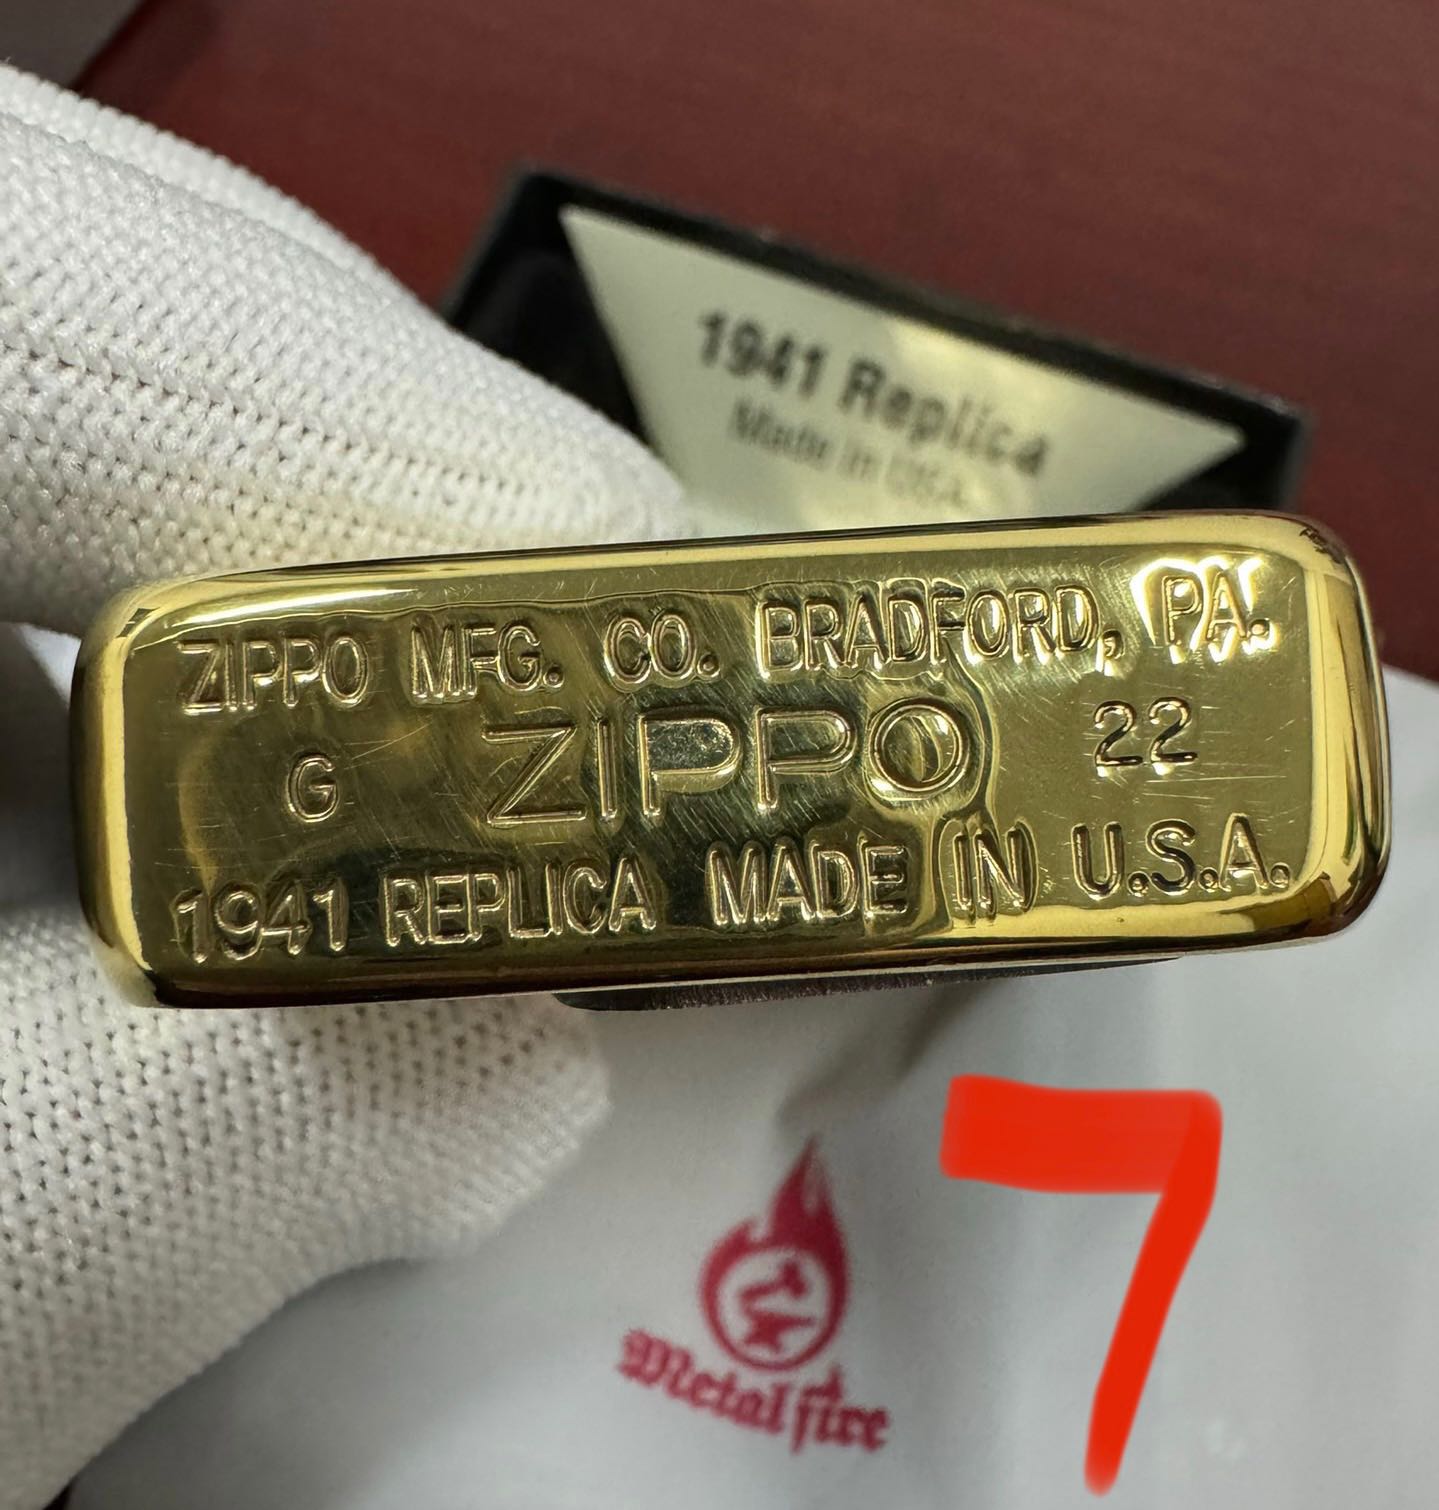 1941 Replica
Made in USA
ZIPPO MFG. CO. BRADFORD, PA.
G ZIPPO 22
1941 REPLICA MADE IN U.S.A.
7
Metal fire